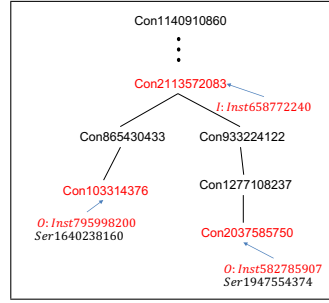 Con1140910860
Con2113572083
I: Inst658772240
Con865430433
Con933224122
Con103314376
Con1277108237
O: Inst795998200
Ser1640238160
Con2037585750
O: Inst582785907
Ser1947554374